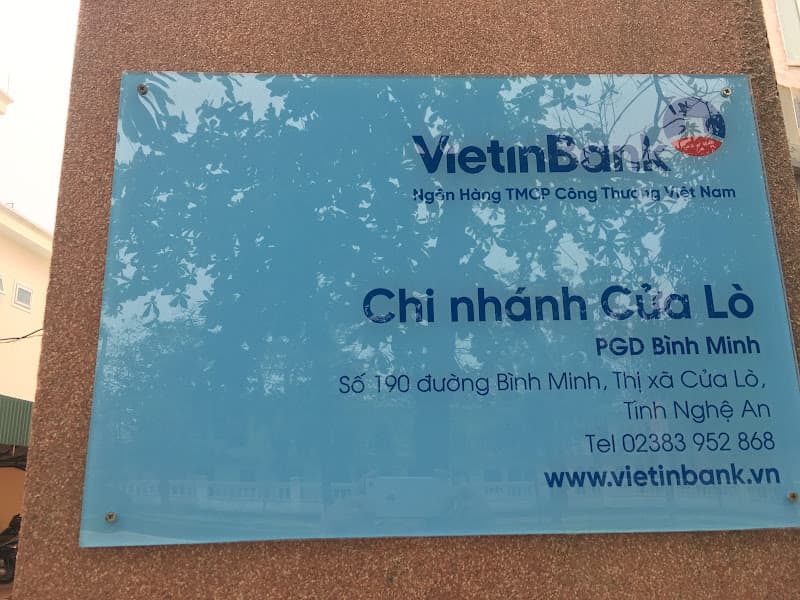 VietinBank
Ngân Hàng TMCP Công Thương Việt Nam
Chi nhánh Cửa Lò
PGD Bình Minh
Số 190 đường Bình Minh, Thị xã Cửa Lò,
Tỉnh Nghệ An
Tel 02383 952 868
www.vietinbank.vn